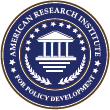 AMERICAN RESEARCH INSTITUTE
FOR POLICY DEVELOPMENT